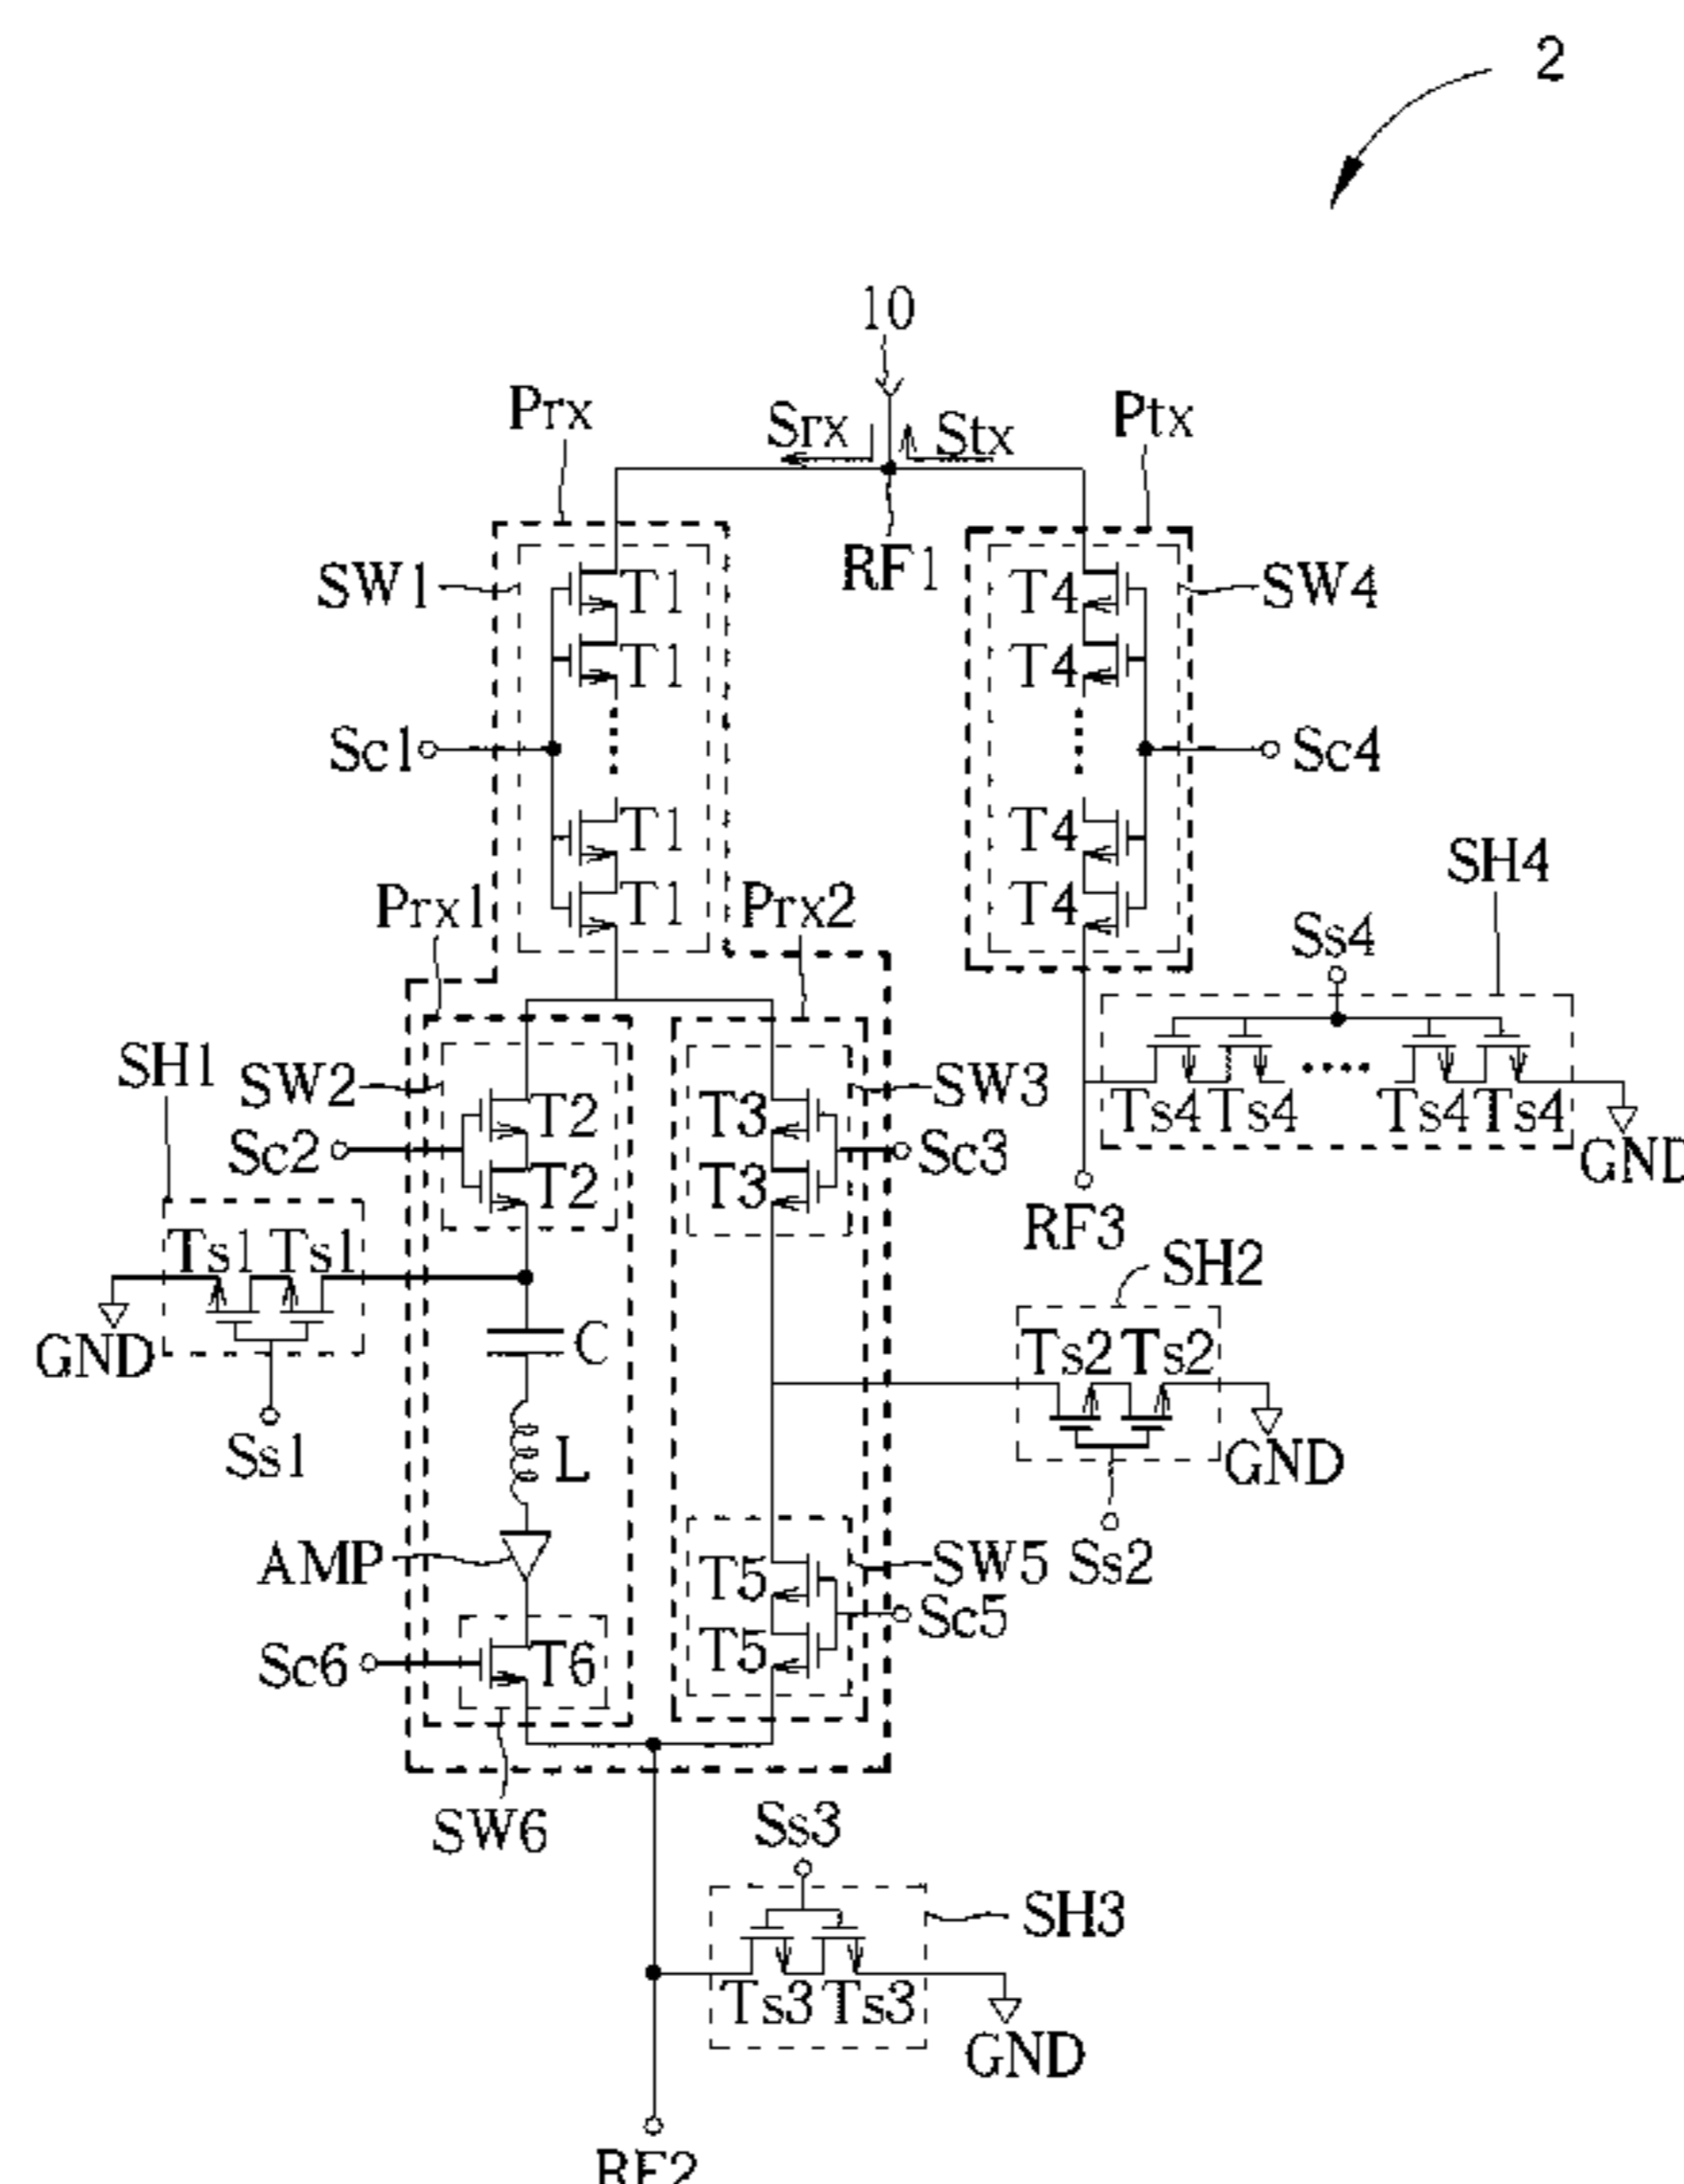 2
10
Prx
Srx
Stx
Ptx
RF1
SW1
T1
T4
SW4
T1
T4
Sc1
Sc4
T1
T4
SH4
Prx1
T1
Prx2
T4
Ss4
SH1
SW2
T2
T3
SW3
Ts4 Ts4
Ts4 Ts4
Sc2
Sc3
GND
T2
T3
RF3
Ts1 Ts1
SH2
GND
C
Ts2 Ts2
Ss1
L
GND
AMP
T5
SW5
Ss2
Sc5
Sc6
T6
T5
SW6
Ss3
SH3
Ts3 Ts3
GND
RF2